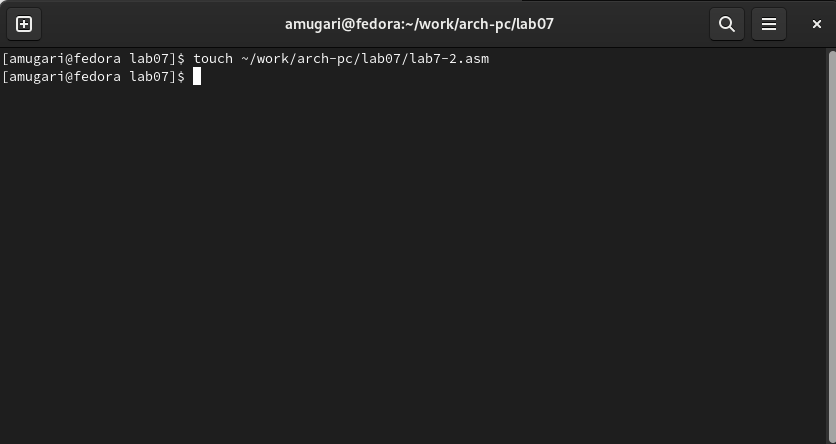 amugari@fedora:~/work/arch-pc/lab07
[amugari@fedora lab07]$ touch ~/work/arch-pc/lab07/lab7-2.asm
[amugari@fedora lab07]$